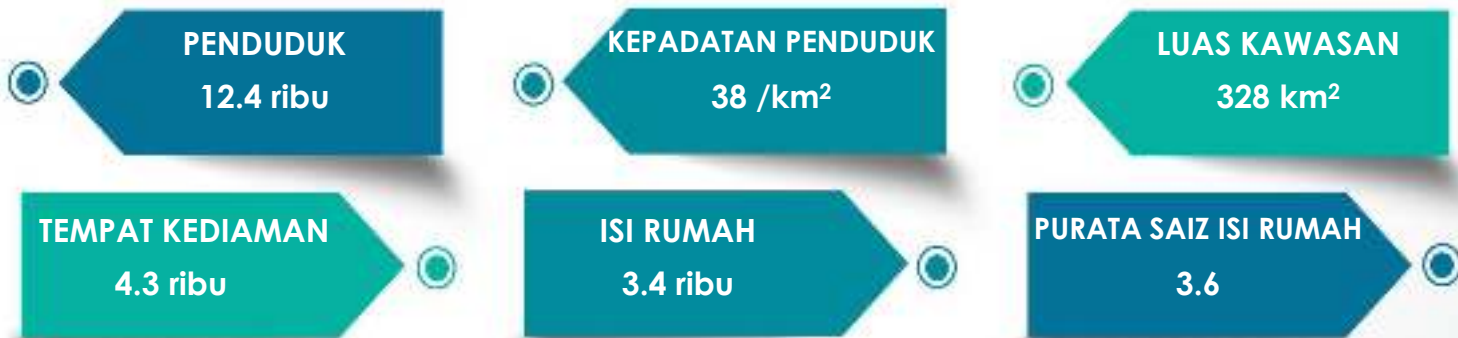 PENDUDUK
12.4 ribu
KEPADATAN PENDUDUK
38 /km²
LUAS KAWASAN
328 km²
TEMPAT KEDIAMAN
4.3 ribu
ISI RUMAH
3.4 ribu
PURATA SAIZ ISI RUMAH
3.6